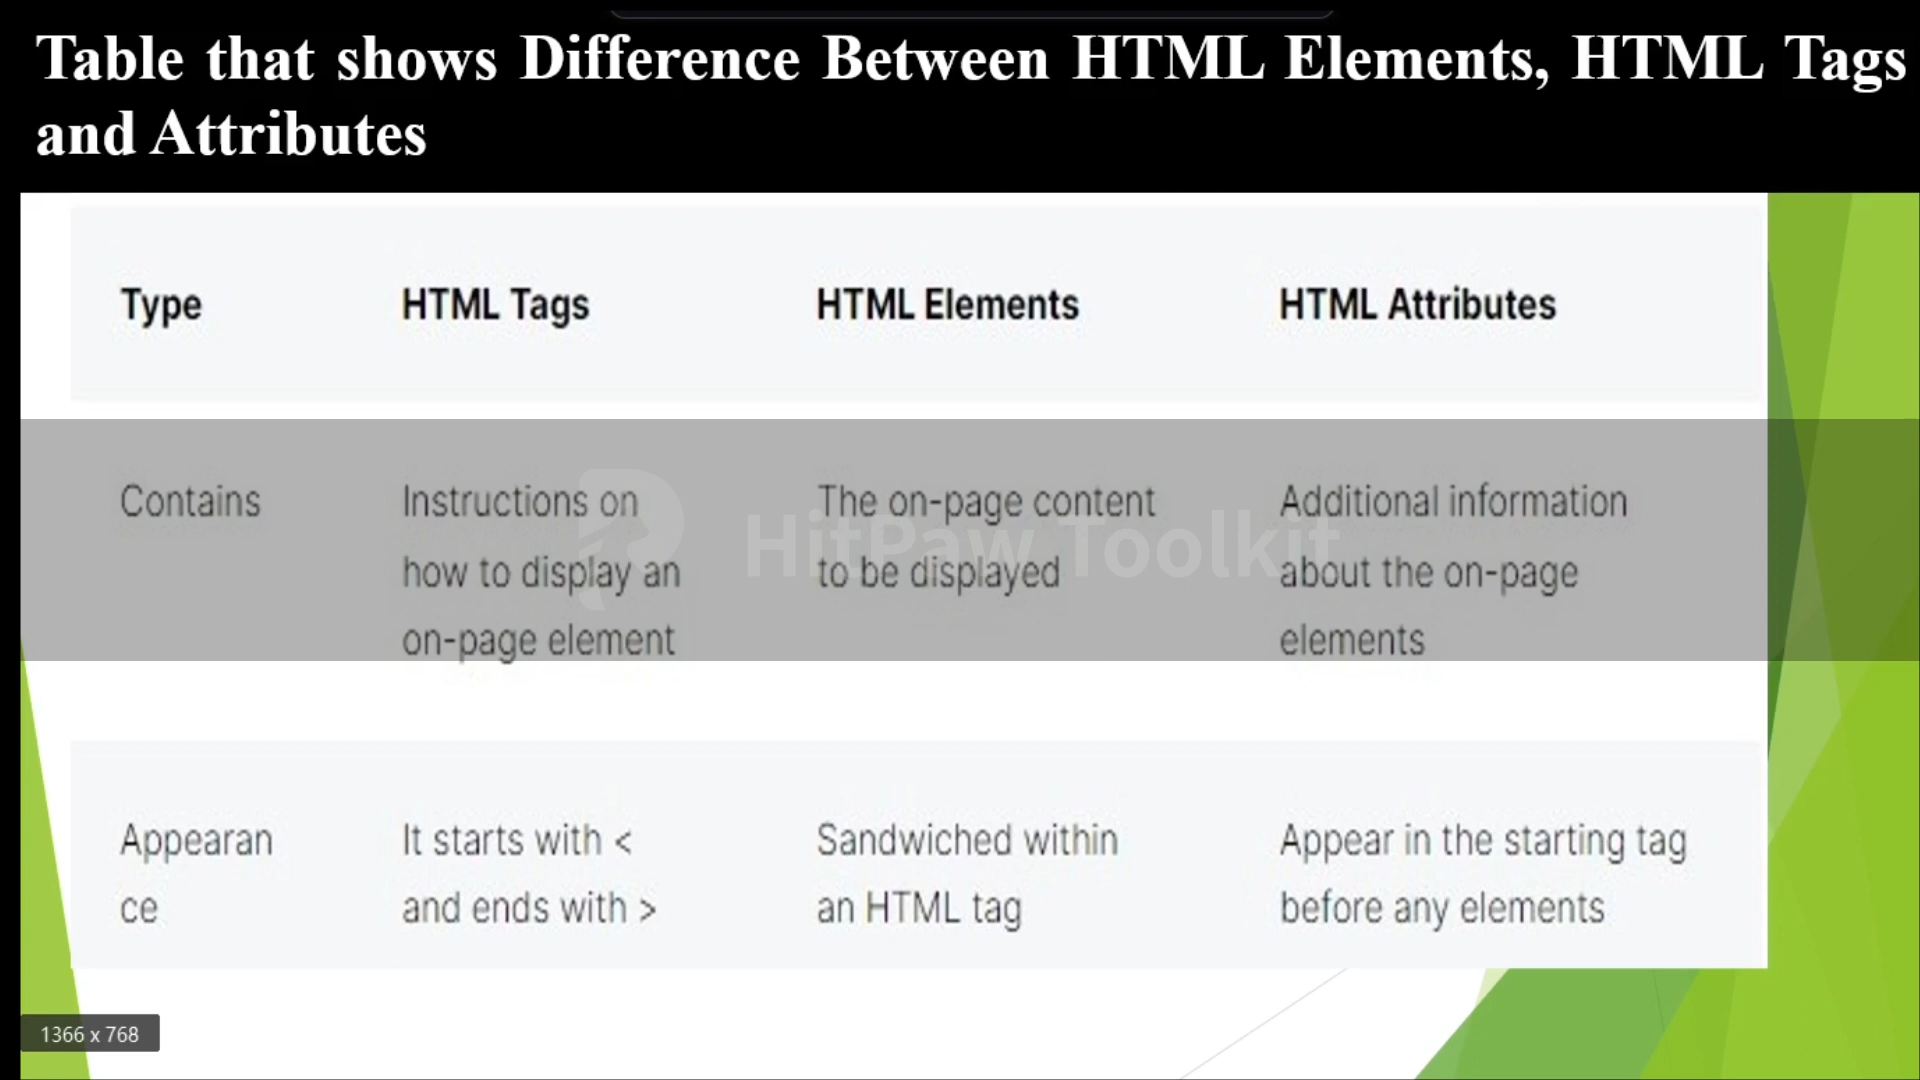 Table that shows Difference Between HTML Elements, HTML Tags
and Attributes
Type HTML Tags HTML Elements HTML Attributes
Contains Instructions on The on-page content Additional information
HitPaw Toolkit
how to display an to be displayed about the on-page
on-page element elements
Appearan It starts with < Sandwiched within Appear in the starting tag
ce and ends with > an HTML tag before any elements
1366 x 768